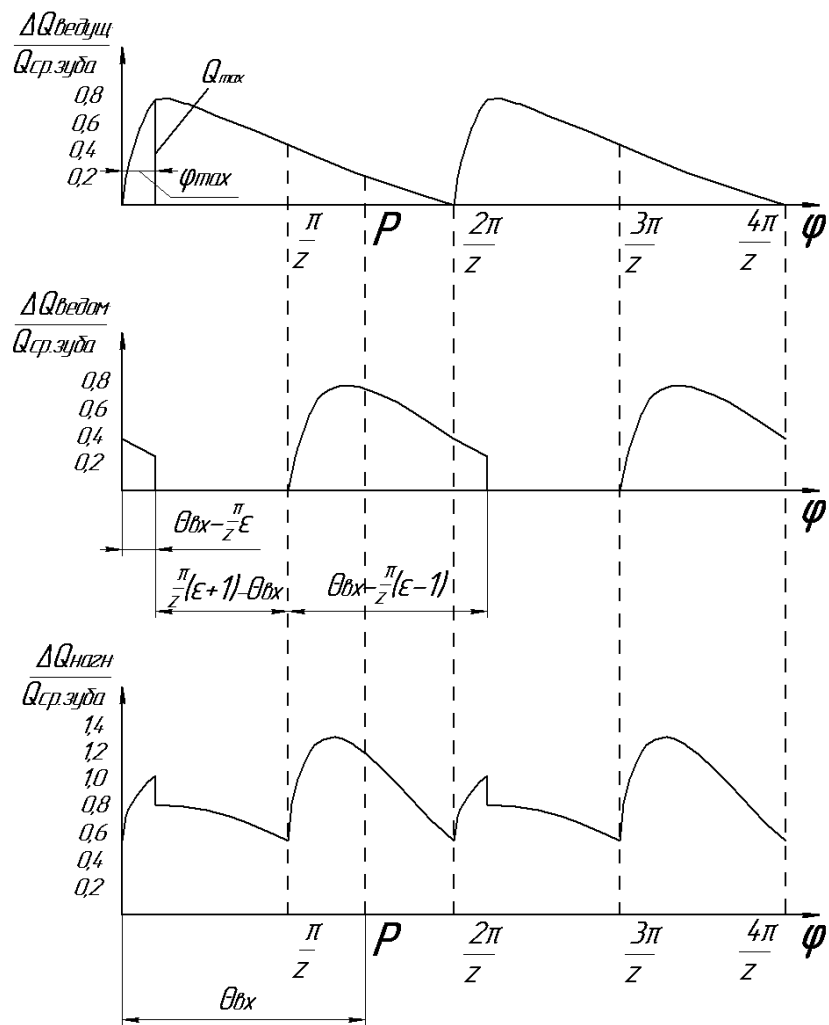 ΔQведущ
Qср.зуба
0,8
0,6
0,4
0,2
Qmax
φmax
π/z
P
2π/z
3π/z
4π/z
φ
ΔQведом
Qср.зуба
0,8
0,6
0,4
0,2
φ
θвх-π/z ε
π/z(ε+1)-θвх
θвх-π/z(ε-1)
ΔQнагн
Qср.зуба
1,4
1,2
1,0
0,8
0,6
0,4
0,2
π/z
P
2π/z
3π/z
4π/z
φ
θвх